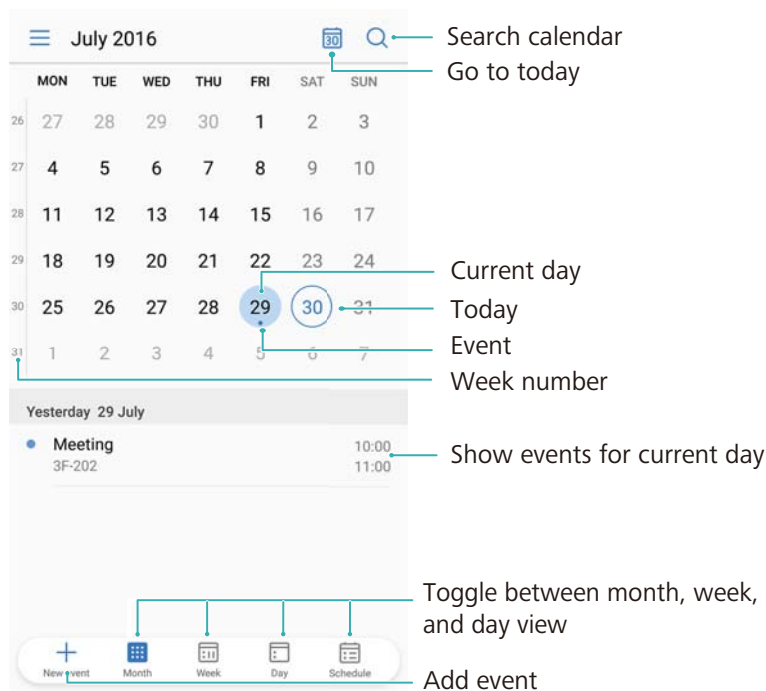 July 2016 30 Search calendar
Go to today
MON TUE WED THU FRI SAT SUN
26 27 28 29 30 1 2 3
27 4 5 6 7 8 9 10
28 11 12 13 14 15 16 17
29 18 19 20 21 22 23 24
Current day
30 25 26 27 28 29 30 31
Today
Event
31 1 2 3 4 5 6 7
Week number
Yesterday 29 July
Meeting 10:00
3F-202 11:00
Show events for current day
Toggle between month, week,
and day view
New event Month Week Day Schedule
Add event